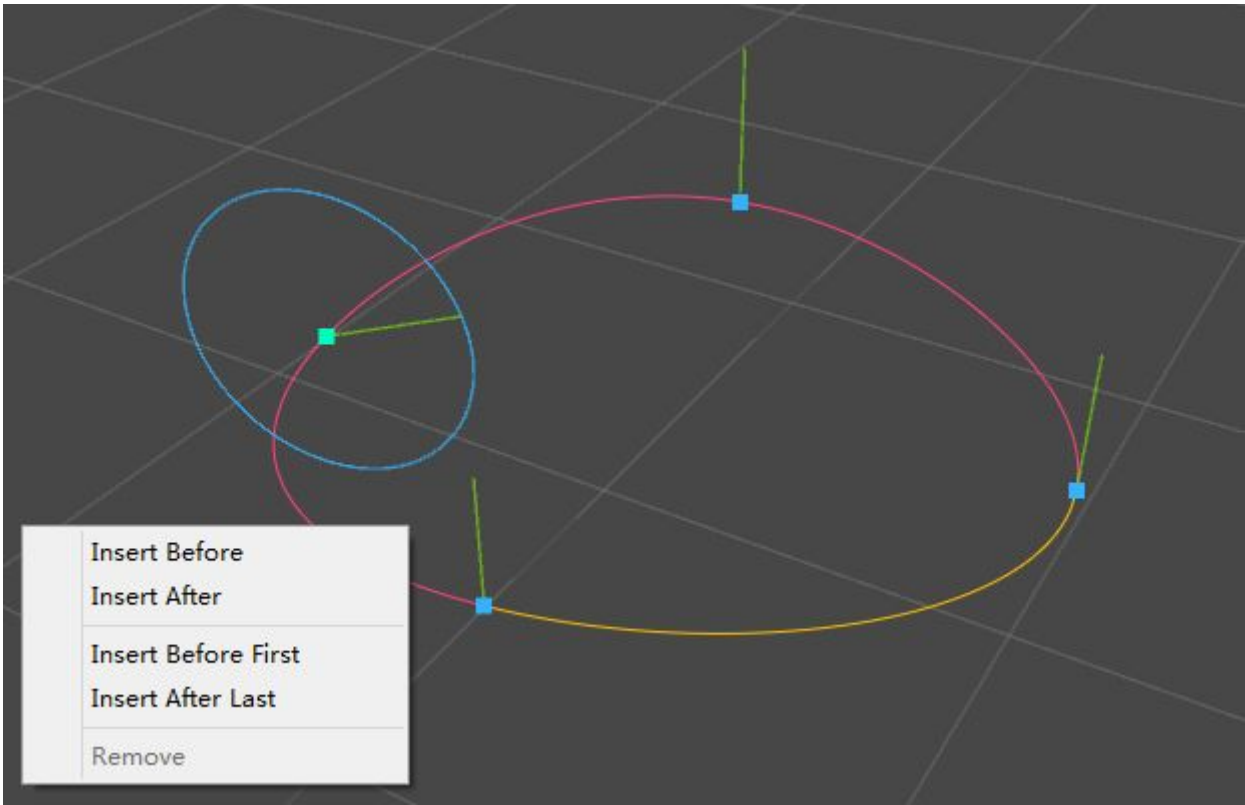 Insert Before
Insert After
Insert Before First
Insert After Last
Remove